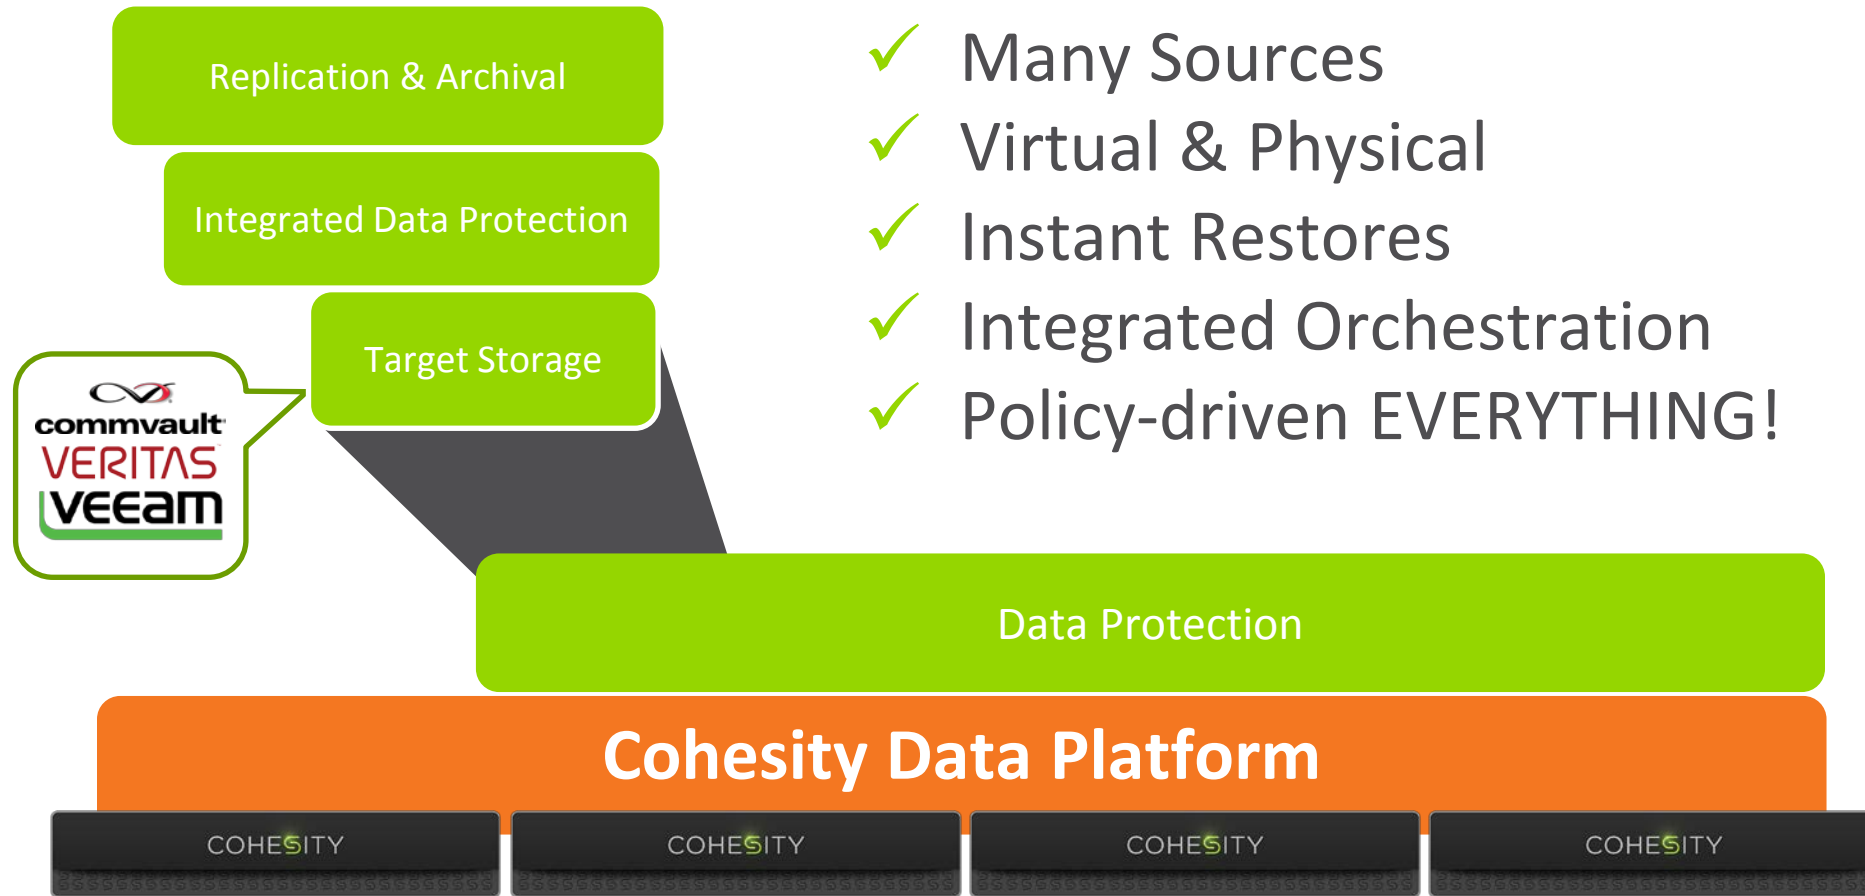 Replication & Archival
Integrated Data Protection
Target Storage
commvault
VERITAS
veeam
Many Sources
Virtual & Physical
Instant Restores
Integrated Orchestration
Policy-driven EVERYTHING!
Data Protection
Cohesity Data Platform
COHESITY
COHESITY
COHESITY
COHESITY